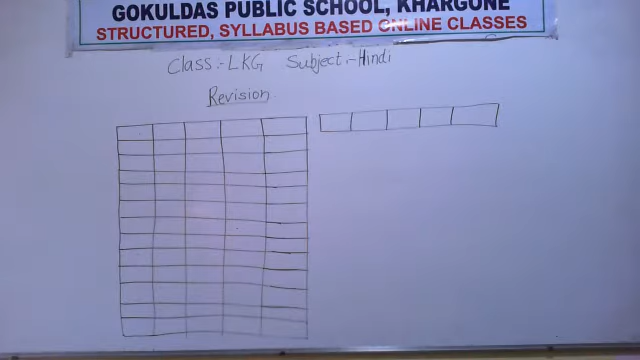 GOKULDAS PUBLIC SCHOOL, KHARGONE
STRUCTURED, SYLLABUS BASED ONLINE CLASSES
Class:- LKG Subject:- Hindi
Revision